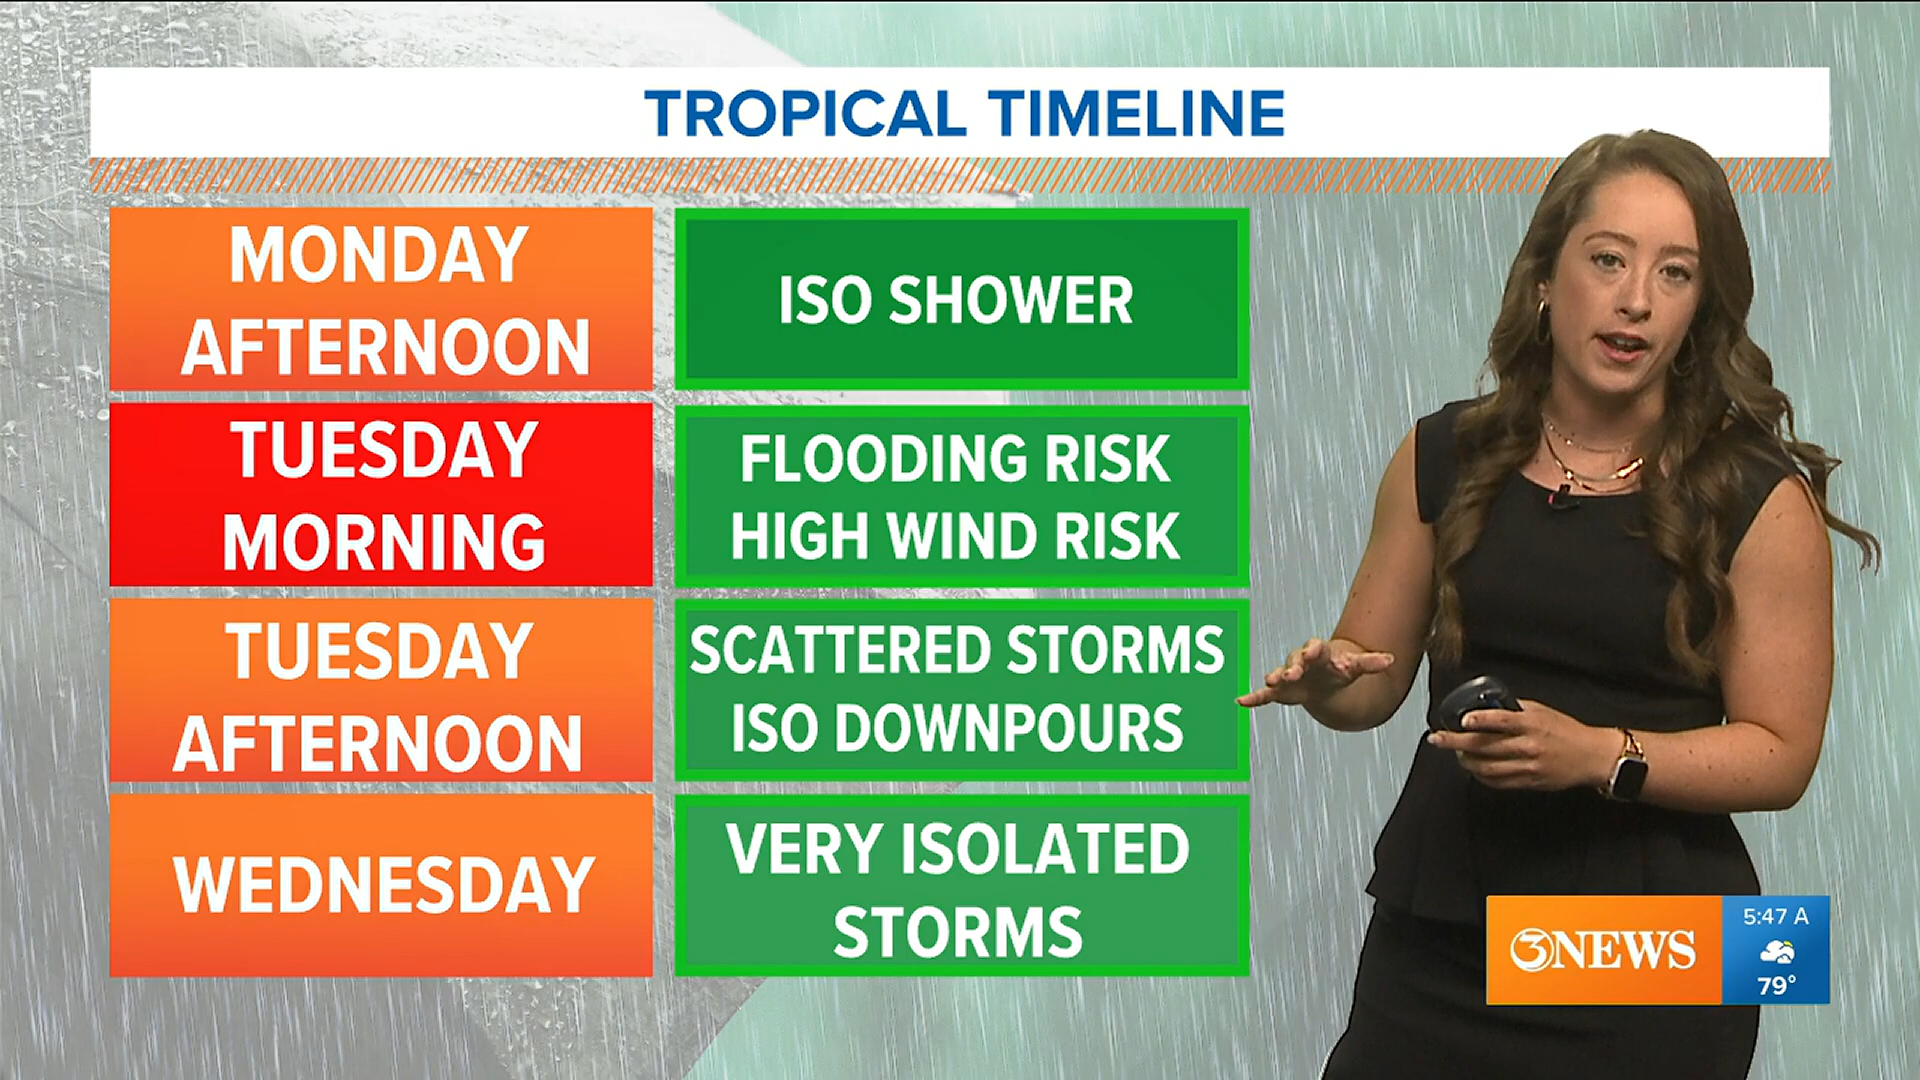 TROPICAL TIMELINE
MONDAY
AFTERNOON
ISO SHOWER
TUESDAY
MORNING
FLOODING RISK
HIGH WIND RISK
TUESDAY
AFTERNOON
SCATTERED STORMS
ISO DOWNPOURS
WEDNESDAY
VERY ISOLATED
STORMS
3NEWS
5:47 A
79°